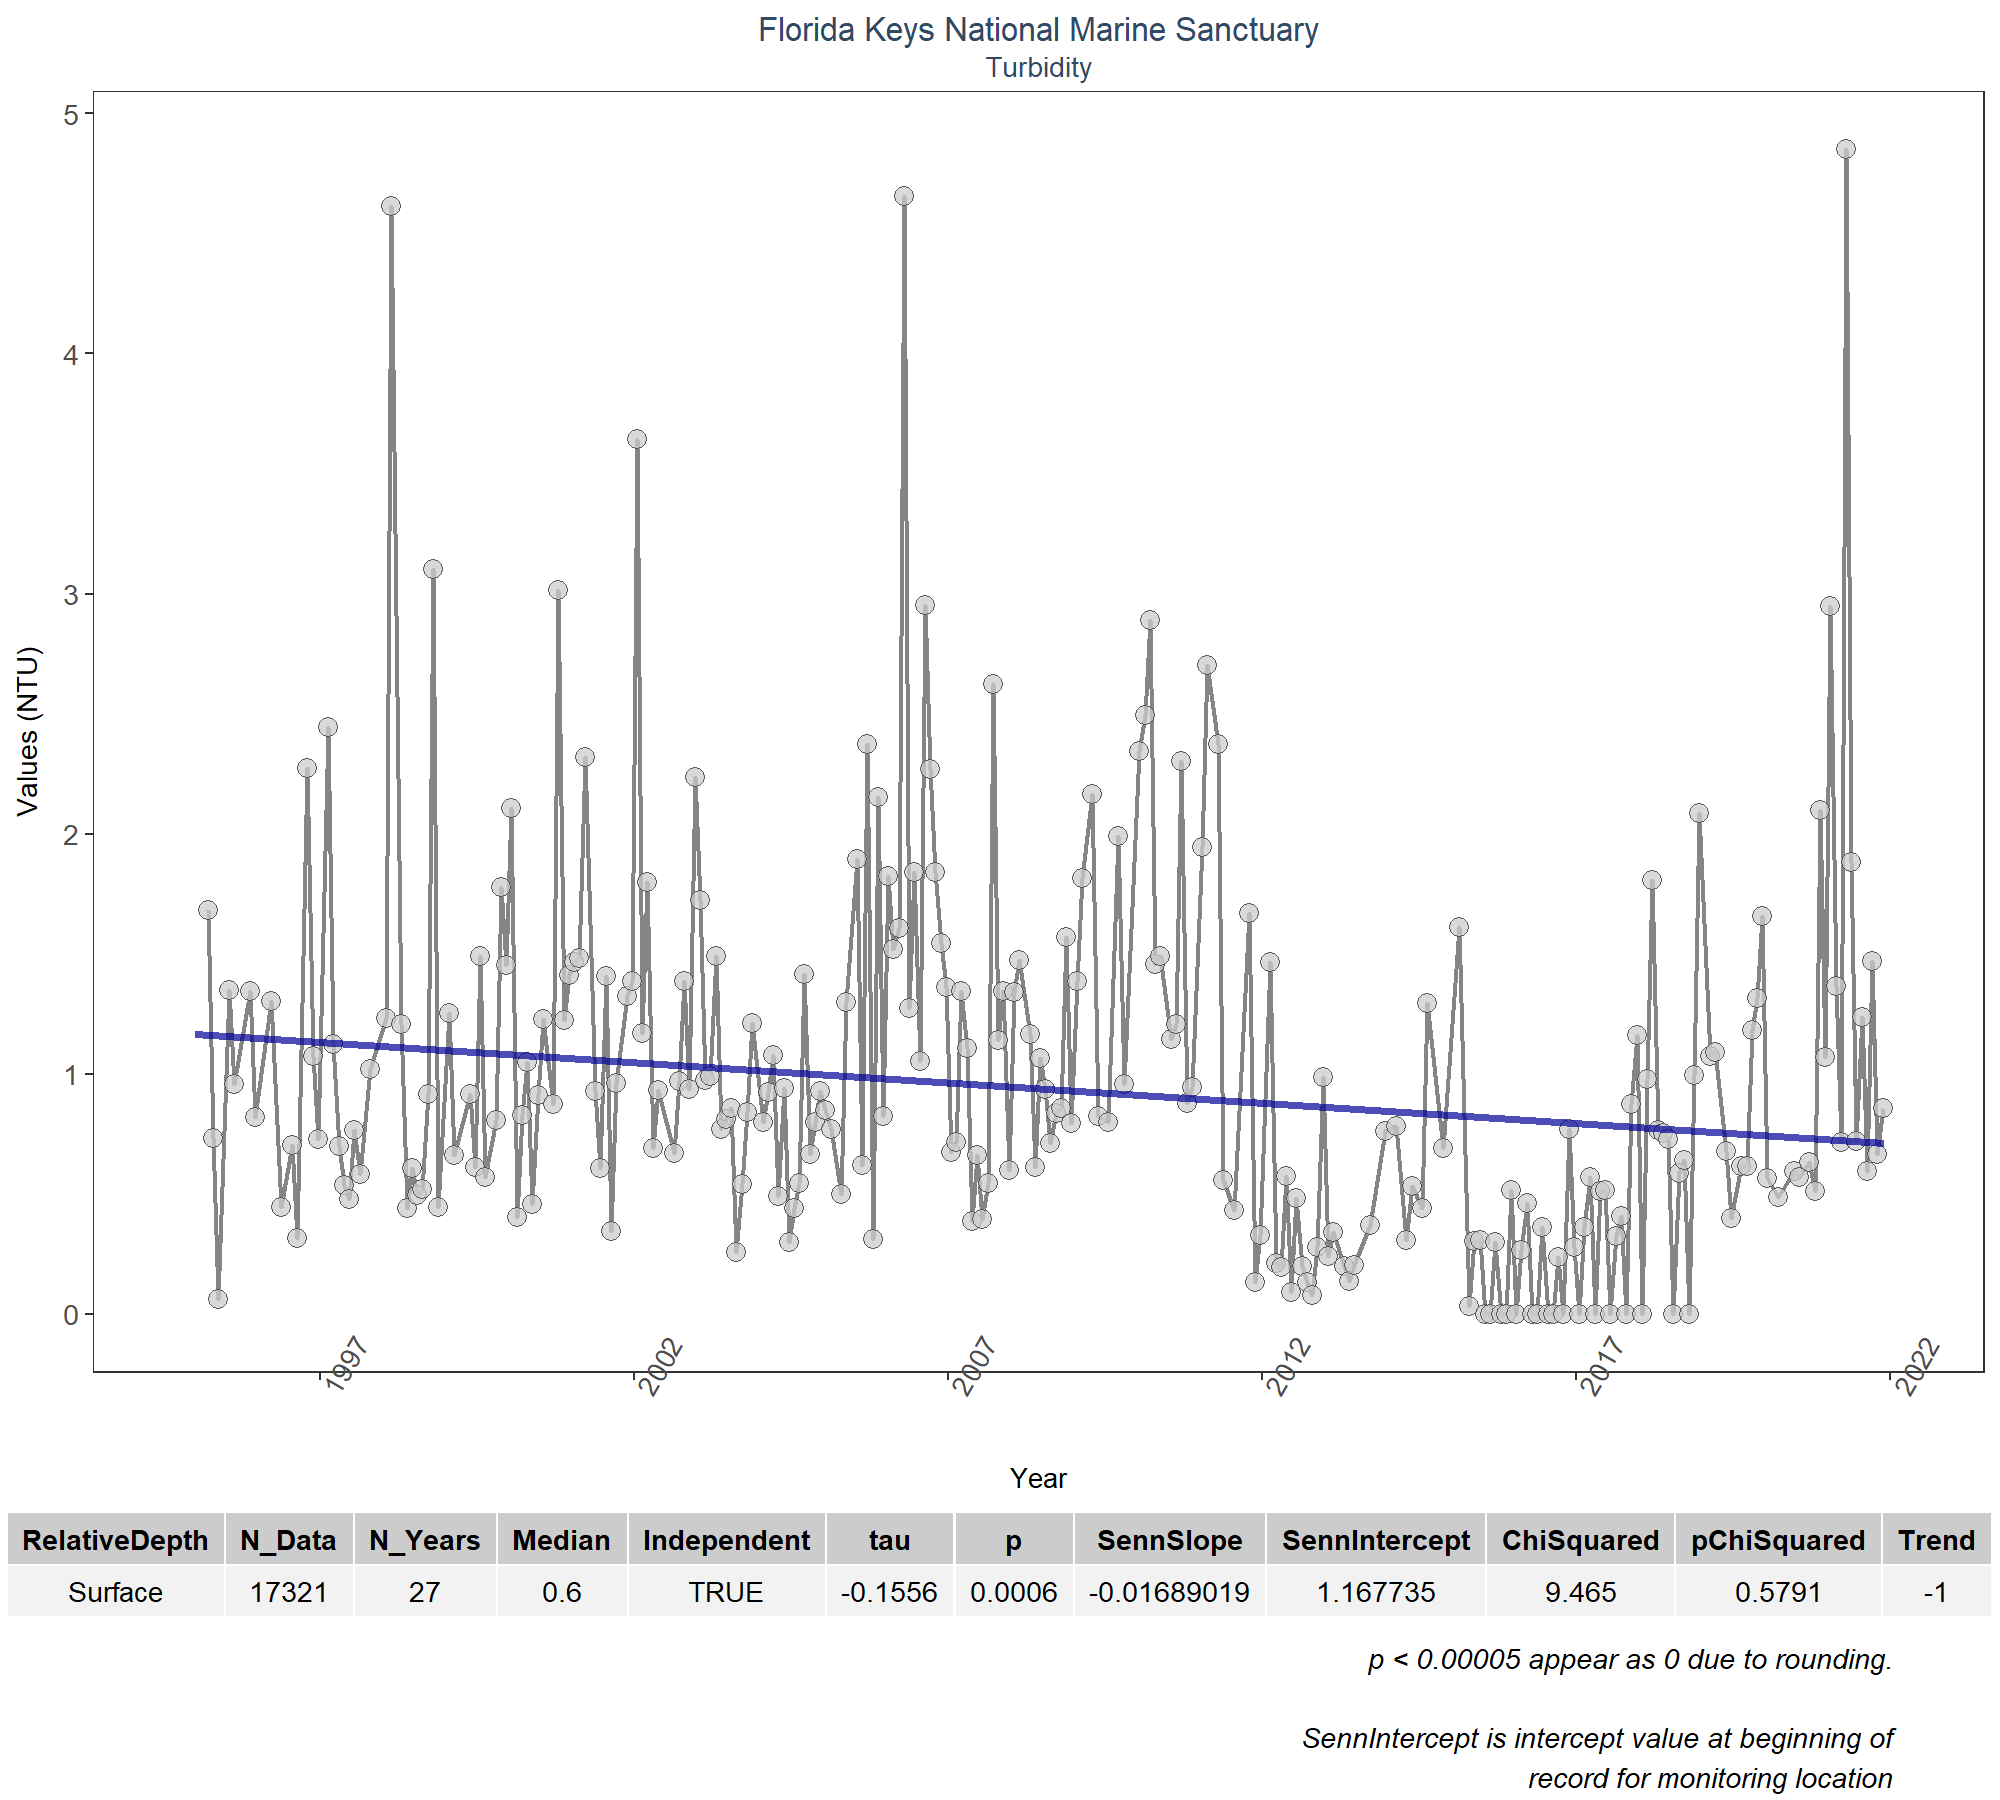 Florida Keys National Marine Sanctuary
Turbidity
5
4
3
2
1
0
Values (NTU)
1997 2002 2007 2012 2017 2022
Year
RelativeDepth N_Data N_Years Median Independent tau p SennSlope SennIntercept ChiSquared pChiSquared Trend
Surface 17321 27 0.6 TRUE -0.1556 0.0006 -0.01689019 1.167735 9.465 0.5791 -1
p < 0.00005 appear as 0 due to rounding.
SennIntercept is intercept value at beginning of
record for monitoring location